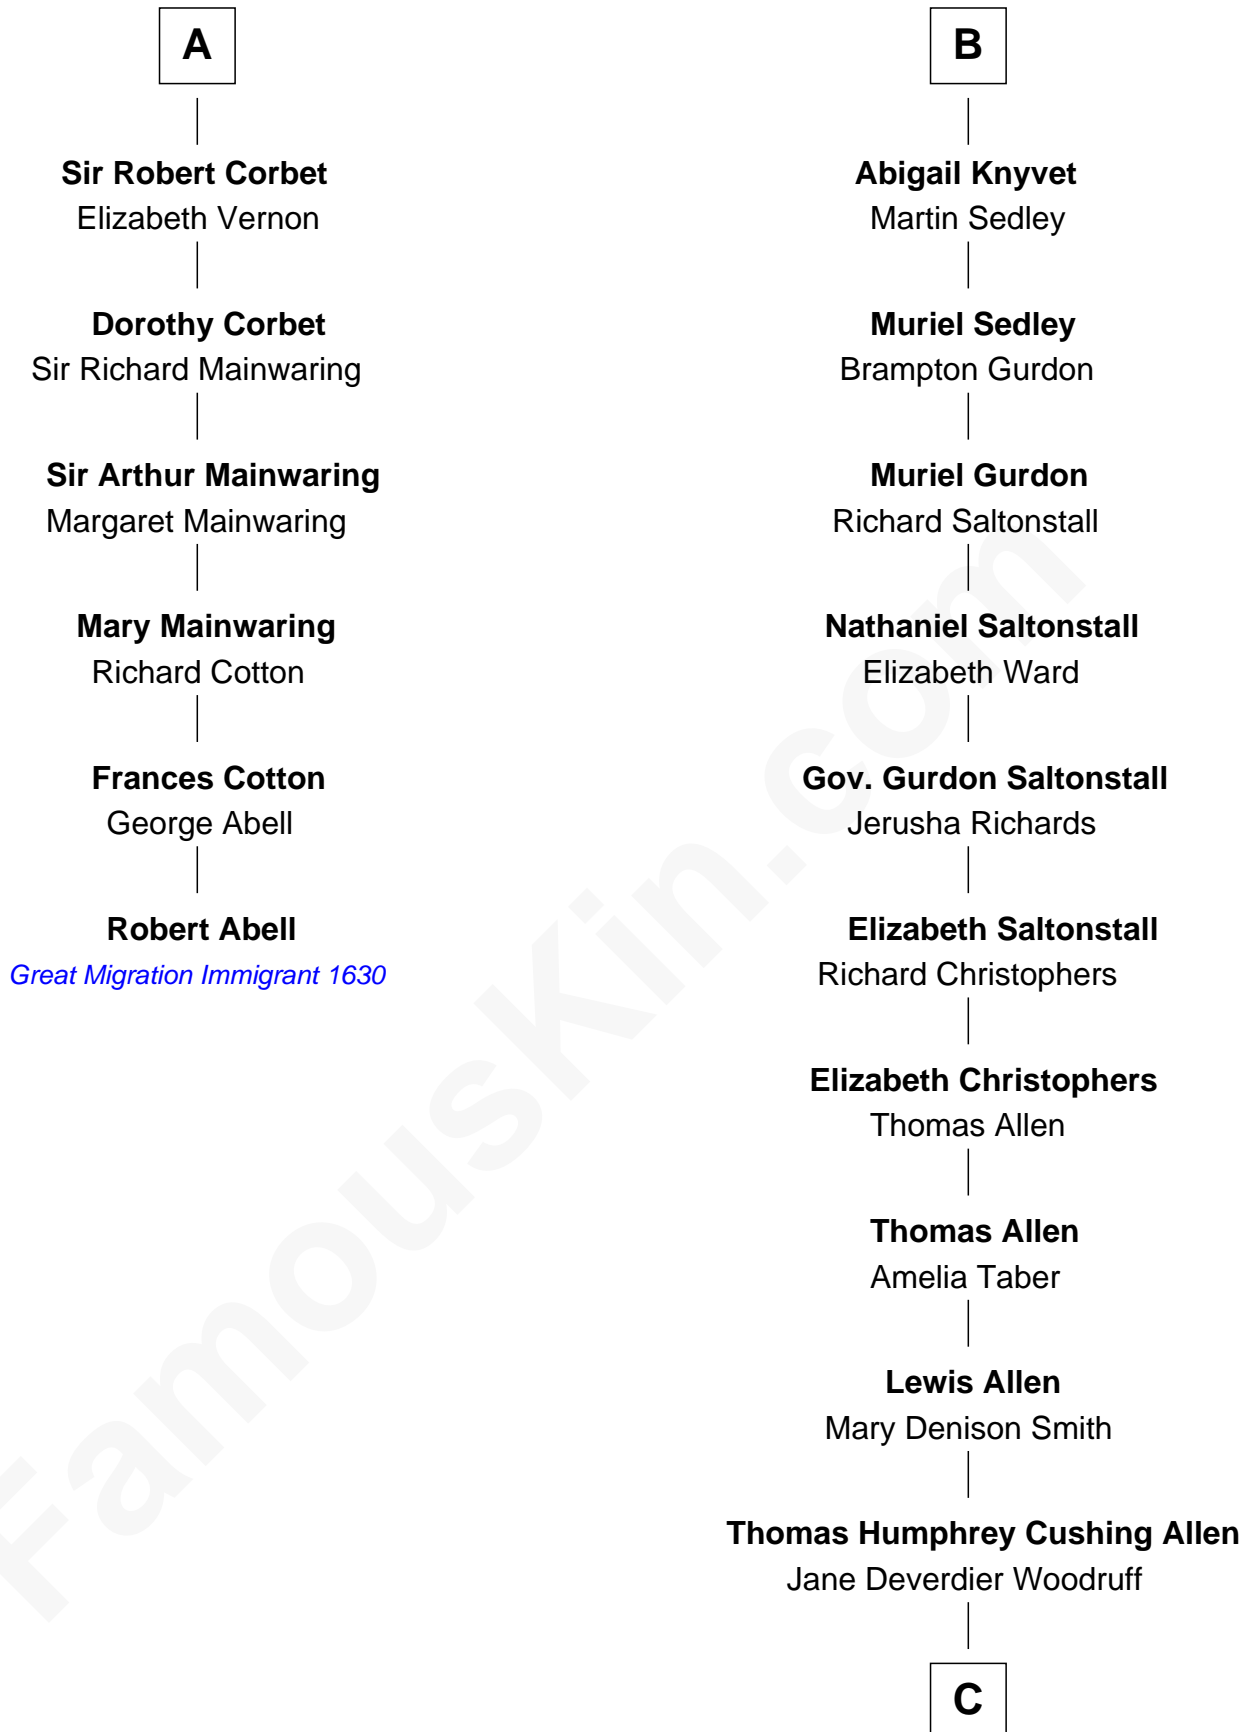 A
Sir Robert Corbet
Elizabeth Vernon
Dorothy Corbet
Sir Richard Mainwaring
Sir Arthur Mainwaring
Margaret Mainwaring
Mary Mainwaring
Richard Cotton
Frances Cotton
George Abell
Robert Abell
Great Migration Immigrant 1630
B
Abigail Knyvet
Martin Sedley
Muriel Sedley
Brampton Gurdon
Muriel Gurdon
Richard Saltonstall
Nathaniel Saltonstall
Elizabeth Ward
Gov. Gurdon Saltonstall
Jerusha Richards
Elizabeth Saltonstall
Richard Christophers
Elizabeth Christophers
Thomas Allen
Thomas Allen
Amelia Taber
Lewis Allen
Mary Denison Smith
Thomas Humphrey Cushing Allen
Jane Deverdier Woodruff
C
FamousKin.com